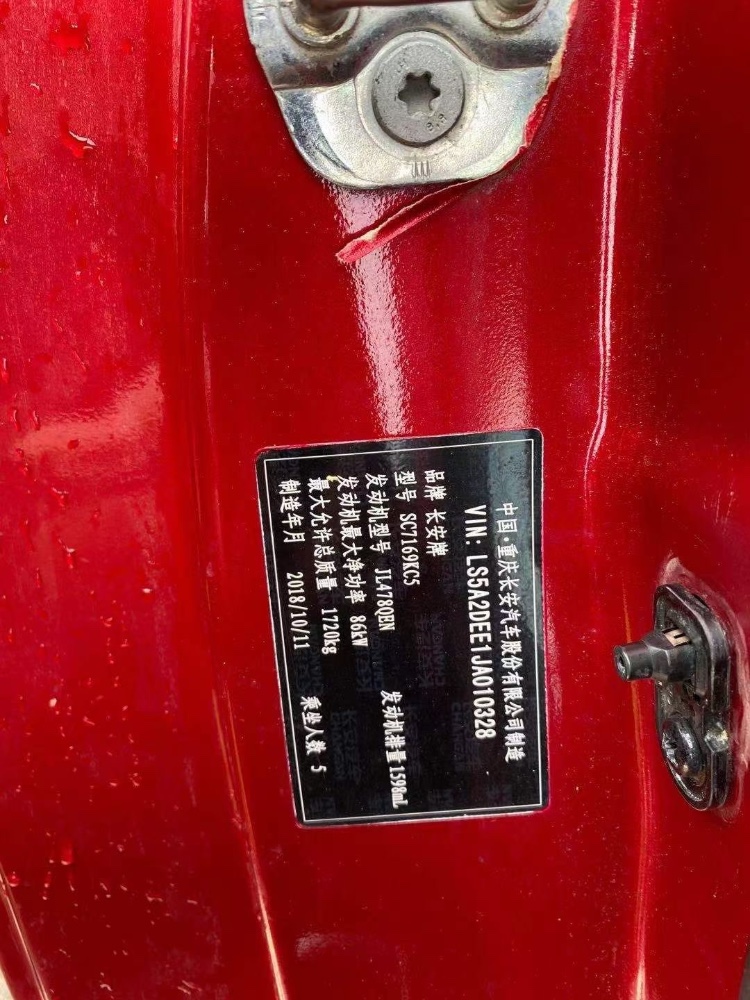 中国·重庆长安汽车股份有限公司制造
VIN: LS5A2DEE1JA010328
品牌 长安牌
型号 SC7169KC5
发动机型号 JL478QEN 发动机排量 1598mL
发动机最大净功率 86kW
最大允许总质量 1720kg
制造年月 2018/10/11 乘坐人数 5
8.8